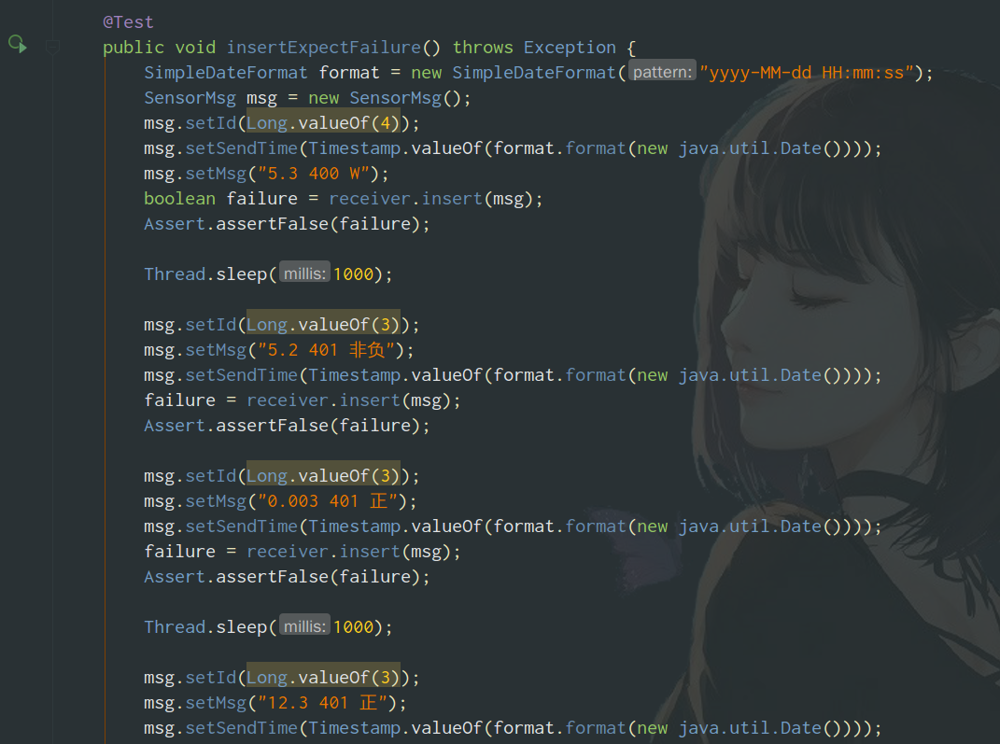 @Test
public void insertExpectFailure() throws Exception {
SimpleDateFormat format = new SimpleDateFormat( pattern: "yyyy-MM-dd HH:mm:ss");
SensorMsg msg = new SensorMsg();
msg.setId(Long.valueOf(4));
msg.setSendTime(Timestamp.valueOf(format.format(new java.util.Date())));
msg.setMsg("5.3 400 W");
boolean failure = receiver.insert(msg);
Assert.assertFalse(failure);
Thread.sleep( millis: 1000);
msg.setId(Long.valueOf(3));
msg.setMsg("5.2 401 非负");
msg.setSendTime(Timestamp.valueOf(format.format(new java.util.Date())));
failure = receiver.insert(msg);
Assert.assertFalse(failure);
msg.setId(Long.valueOf(3));
msg.setMsg("0.003 401 正");
msg.setSendTime(Timestamp.valueOf(format.format(new java.util.Date())));
failure = receiver.insert(msg);
Assert.assertFalse(failure);
Thread.sleep( millis: 1000);
msg.setId(Long.valueOf(3));
msg.setMsg("12.3 401 正");
msg.setSendTime(Timestamp.valueOf(format.format(new java.util.Date())));